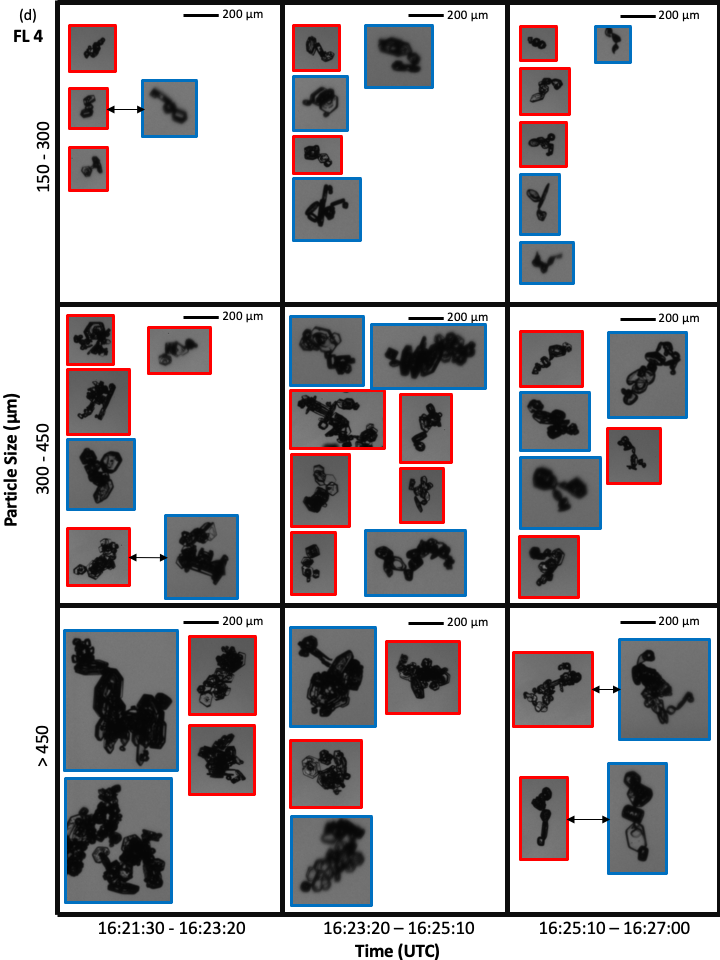 (d)
FL 4
200 µm
200 µm
200 µm
150 - 300
200 µm
200 µm
200 µm
300 - 450
Particle Size (µm)
200 µm
200 µm
200 µm
> 450
16:21:30 - 16:23:20
16:23:20 – 16:25:10
16:25:10 – 16:27:00
Time (UTC)